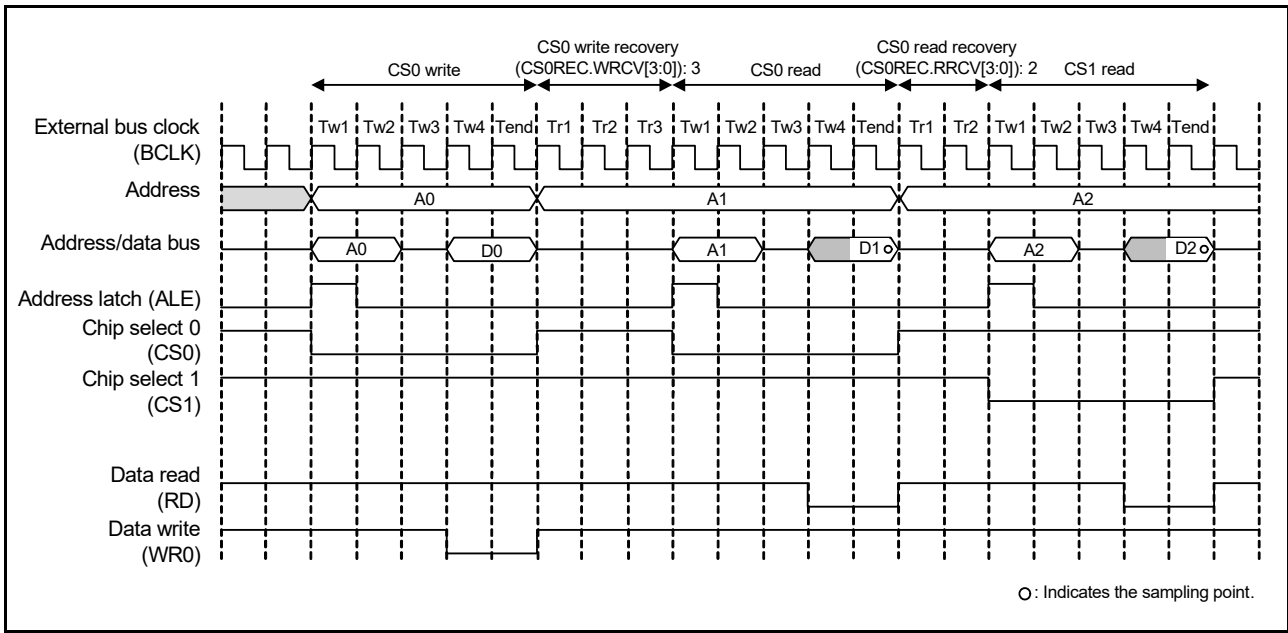 CS0 write recovery
(CS0REC.WRCV[3:0]): 3
CS0 read recovery
(CS0REC.RRCV[3:0]): 2
CS0 write
CS0 read
CS1 read
External bus clock
(BCLK)
Tw1 Tw2 Tw3 Tw4 Tend Tr1 Tr2 Tr3 Tw1 Tw2 Tw3 Tw4 Tend Tr1 Tr2 Tw1 Tw2 Tw3 Tw4 Tend
Address
A0 A1 A2
Address/data bus
A0 D0 A1 D1 A2 D2
Address latch (ALE)
Chip select 0
(CS0)
Chip select 1
(CS1)
Data read
(RD)
Data write
(WR0)
: Indicates the sampling point.